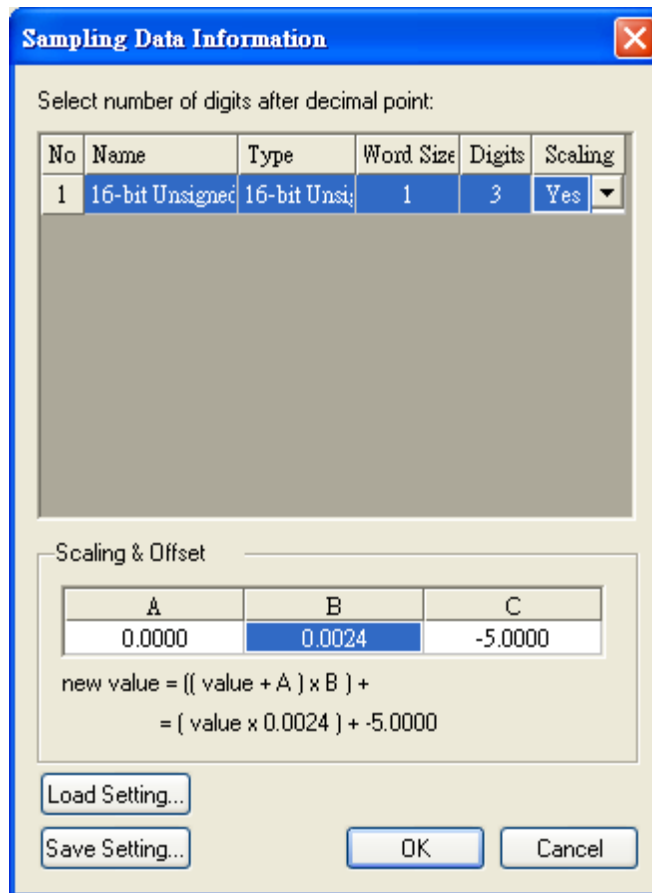 Sampling Data Information
Select number of digits after decimal point:
No Name Type Word Size Digits Scaling
1 16-bit Unsigned 16-bit Unsi 1 3 Yes
Scaling & Offset
A B C
0.0000 0.0024 -5.0000
new value = (( value + A ) x B ) +
= ( value x 0.0024 ) + -5.0000
Load Setting...
Save Setting... OK Cancel